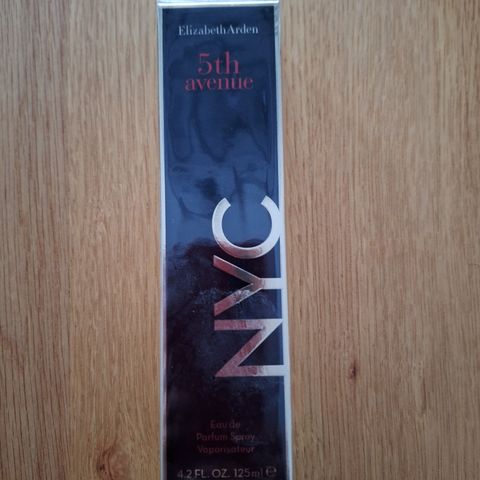 ElizabethArden
5th
avenue
NYC
Eau de
Parfum Spray
Vaporisateur
4.2 FL. OZ. 125ml ℮